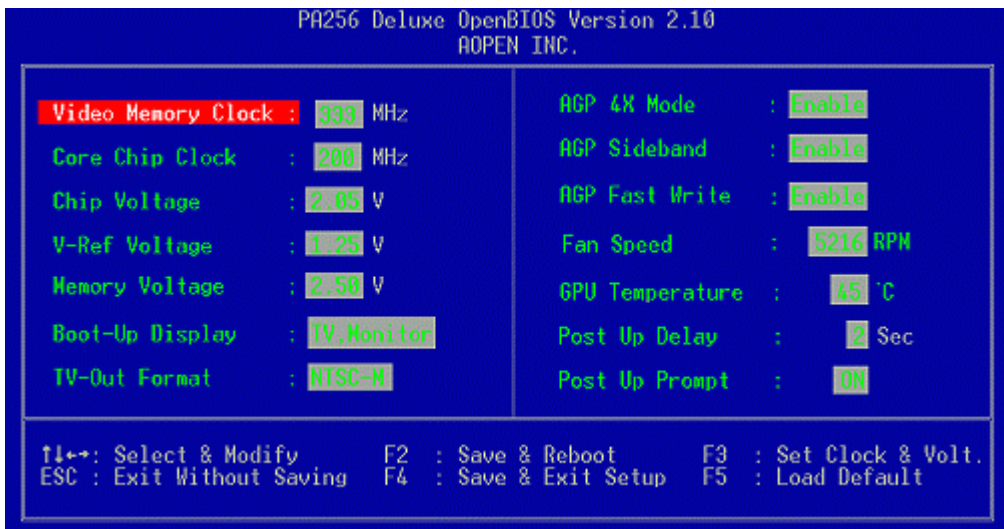 PA256 Deluxe OpenBIOS Version 2.10
AOPEN INC.
Video Memory Clock : 333 MHz
Core Chip Clock : 200 MHz
Chip Voltage : 2.05 V
V-Ref Voltage : 1.25 V
Memory Voltage : 2.50 V
Boot-Up Display : TV.Monitor
TV-Out Format : NTSC-M
AGP 4X Mode : Enable
AGP Sideband : Enable
AGP Fast Write : Enable
Fan Speed : 5216 RPM
GPU Temperature : 45 °C
Post Up Delay : 2 Sec
Post Up Prompt : ON
↑↓←→: Select & Modify F2 : Save & Reboot F3 : Set Clock & Volt.
ESC : Exit Without Saving F4 : Save & Exit Setup F5 : Load Default